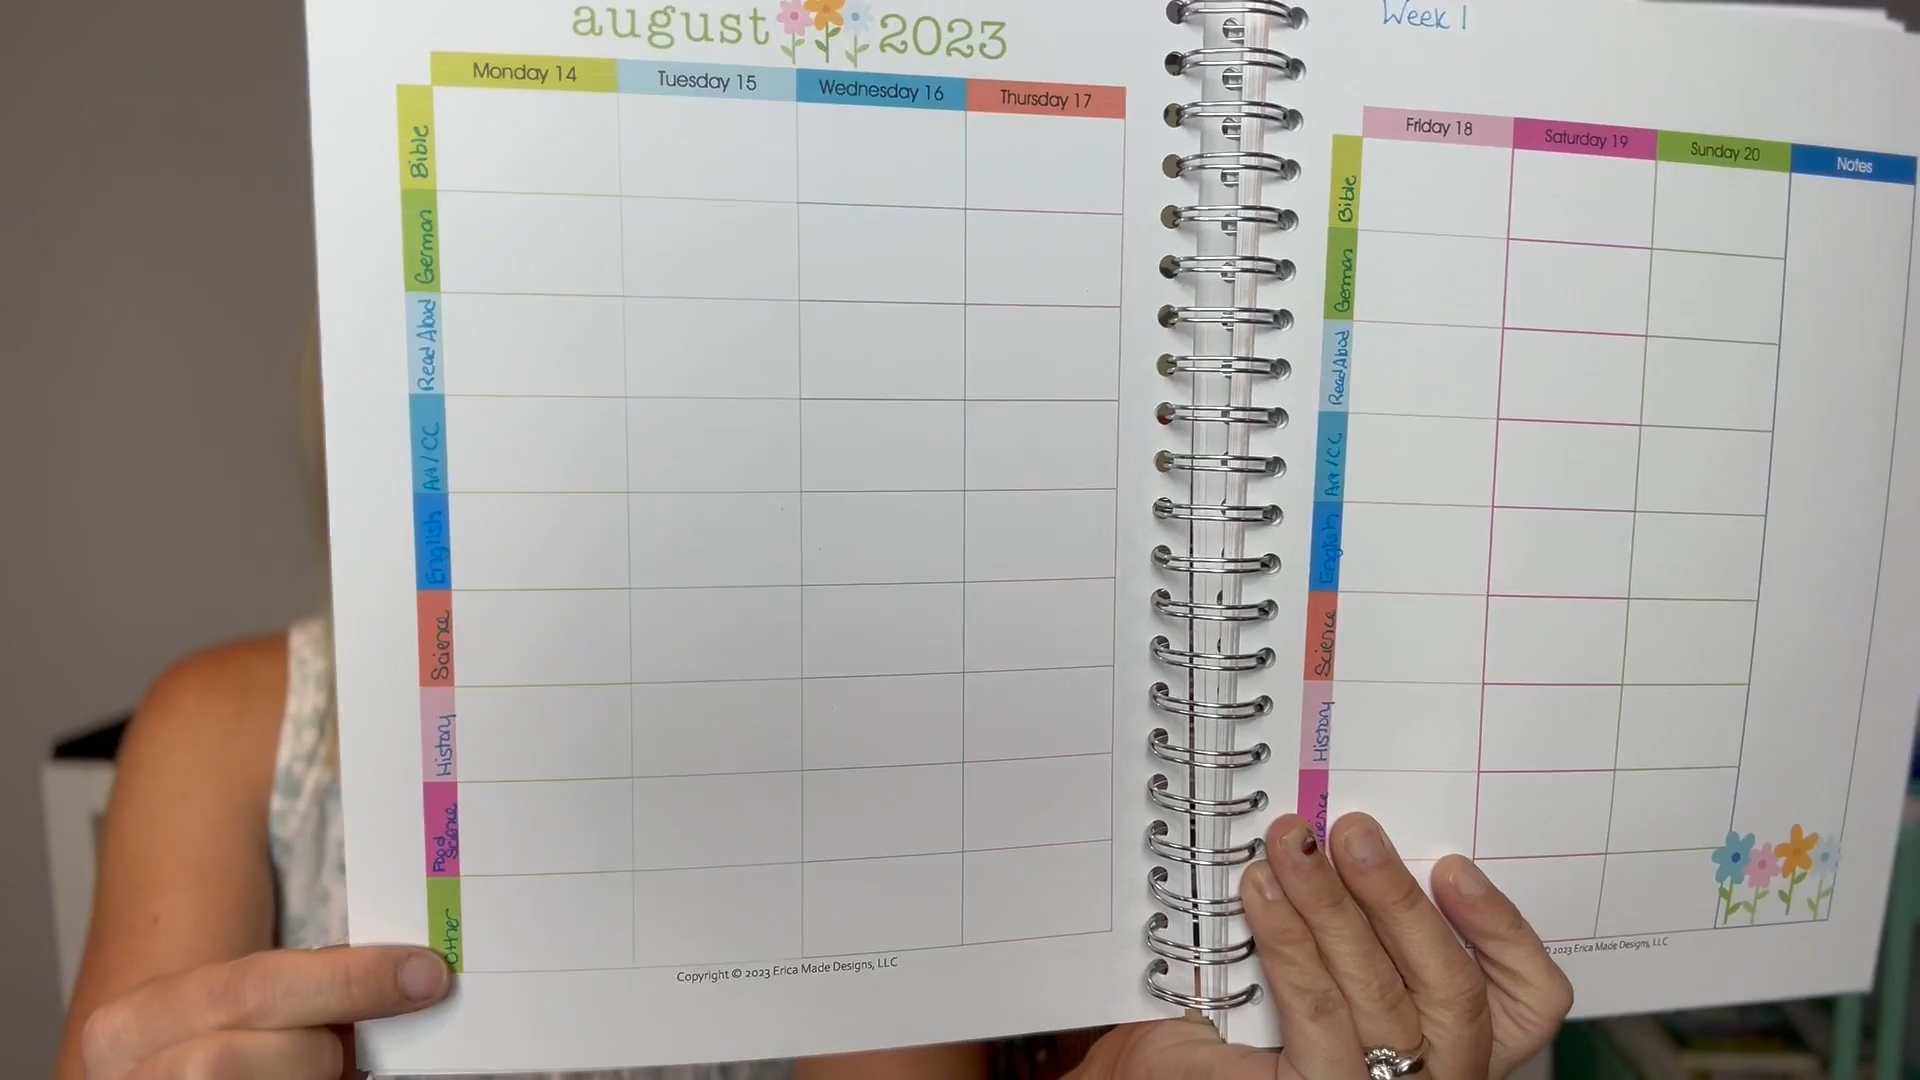 august 2023
Monday 14
Tuesday 15
Wednesday 16
Thursday 17
Bible
German
Read Aloud
Art/CC
English
Science
History
Food
Science
Other
Copyright © 2023 Erica Made Designs, LLC
Week 1
Friday 18
Saturday 19
Sunday 20
Notes
Bible
German
Read Aloud
Art/CC
English
Science
History
2023 Erica Made Designs, LLC